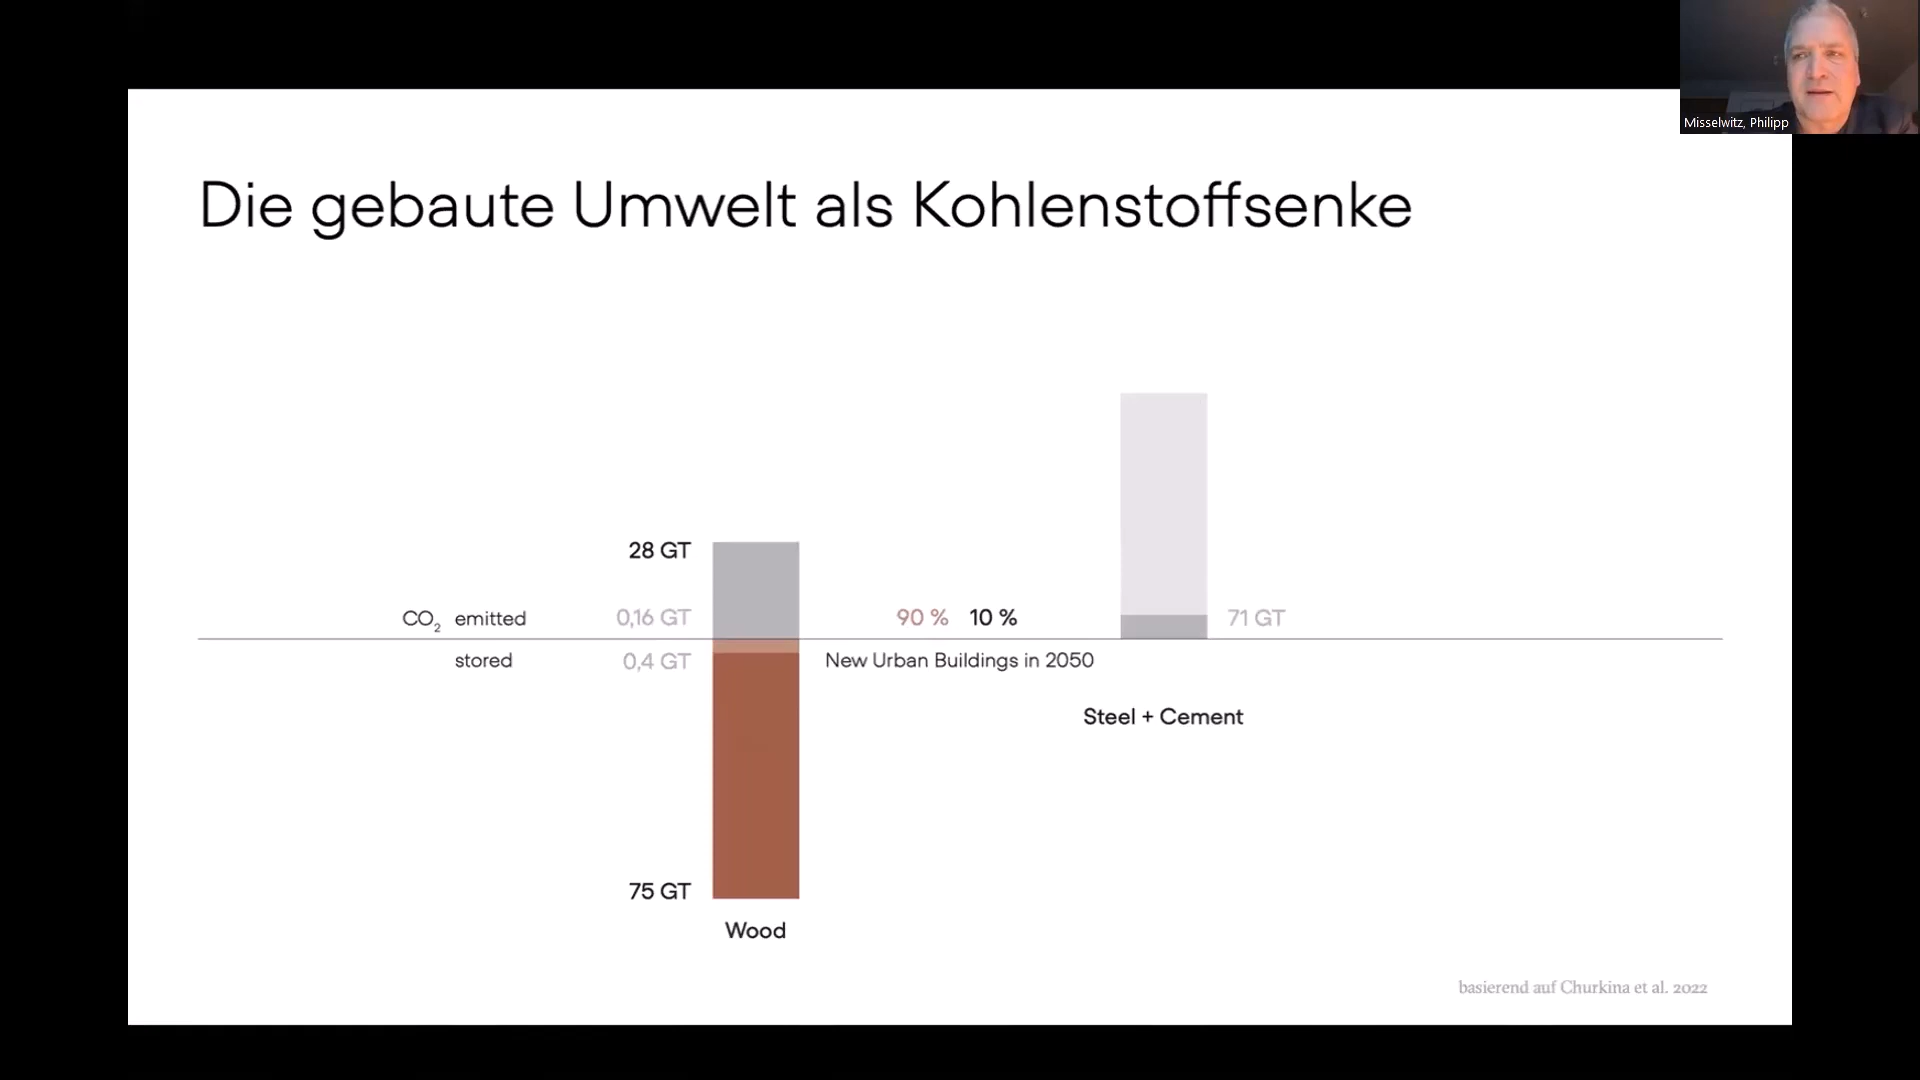 Misselwitz, Philipp
Die gebaute Umwelt als Kohlenstoffsenke
28 GT
CO₂ emitted
0,16 GT
90 % 10 %
71 GT
stored
0,4 GT
New Urban Buildings in 2050
Steel + Cement
75 GT
Wood
basierend auf Churkina et al. 2022